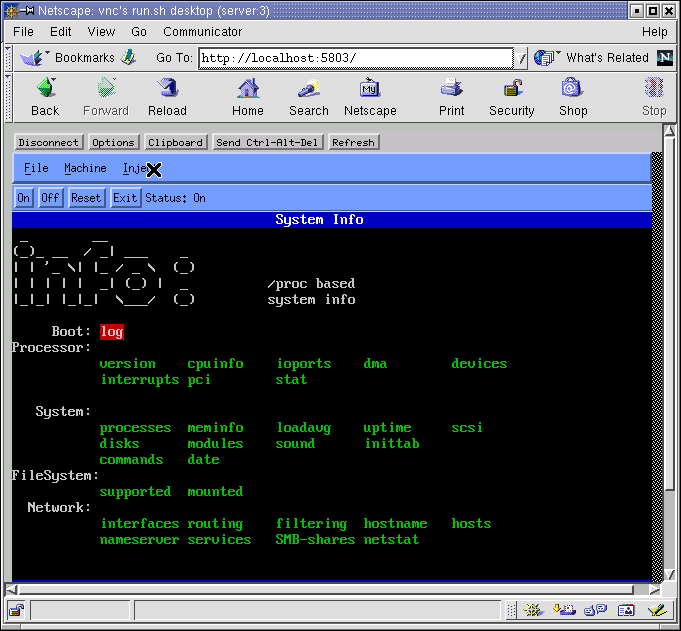 Netscape: vnc's run.sh desktop (server:3)
File Edit View Go Communicator Help
Bookmarks Go To: http://localhost:5803/ What's Related N
Back Forward Reload Home Search My Netscape Print Security Shop Stop
Disconnect Options Clipboard Send Ctrl-Alt-Del Refresh
File Machine Inje
On Off Reset Exit Status: On
System Info
info:
/proc based
system info
Boot: log
Processor:
version cpuinfo ioports dma devices
interrupts pci stat
System:
processes meminfo loadavg uptime scsi
disks modules sound inittab
commands date
FileSystem:
supported mounted
Network:
interfaces routing filtering hostname hosts
nameserver services SMB-shares netstat